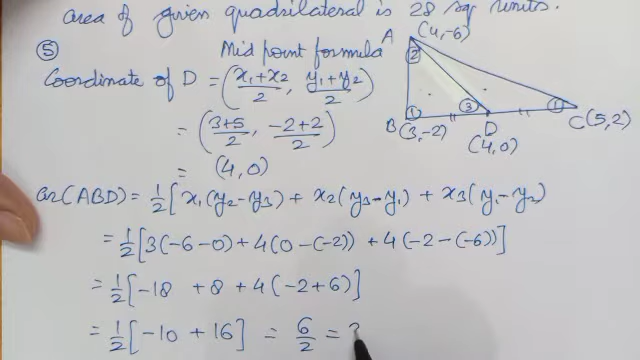 area of given quadrilateral is 28 sq units.
⑤ Mid point formula
Coordinate of D = (x₁+x₂/2, y₁+y₂/2)
= (3+5/2, -2+2/2)
= (4,0)
A (4,-6)
②
① ③ ①
B(3,-2) D C(5,2)
(4,0)
ar(ABD) = 1/2[x₁(y₂-y₃) + x₂(y₃-y₁) + x₃(y₁-y₂)
= 1/2[3(-6-0)+4(0-(-2)) +4(-2-(-6))]
= 1/2[-18 +8 +4(-2+6)]
= 1/2[-10 +16] = 6/2 =